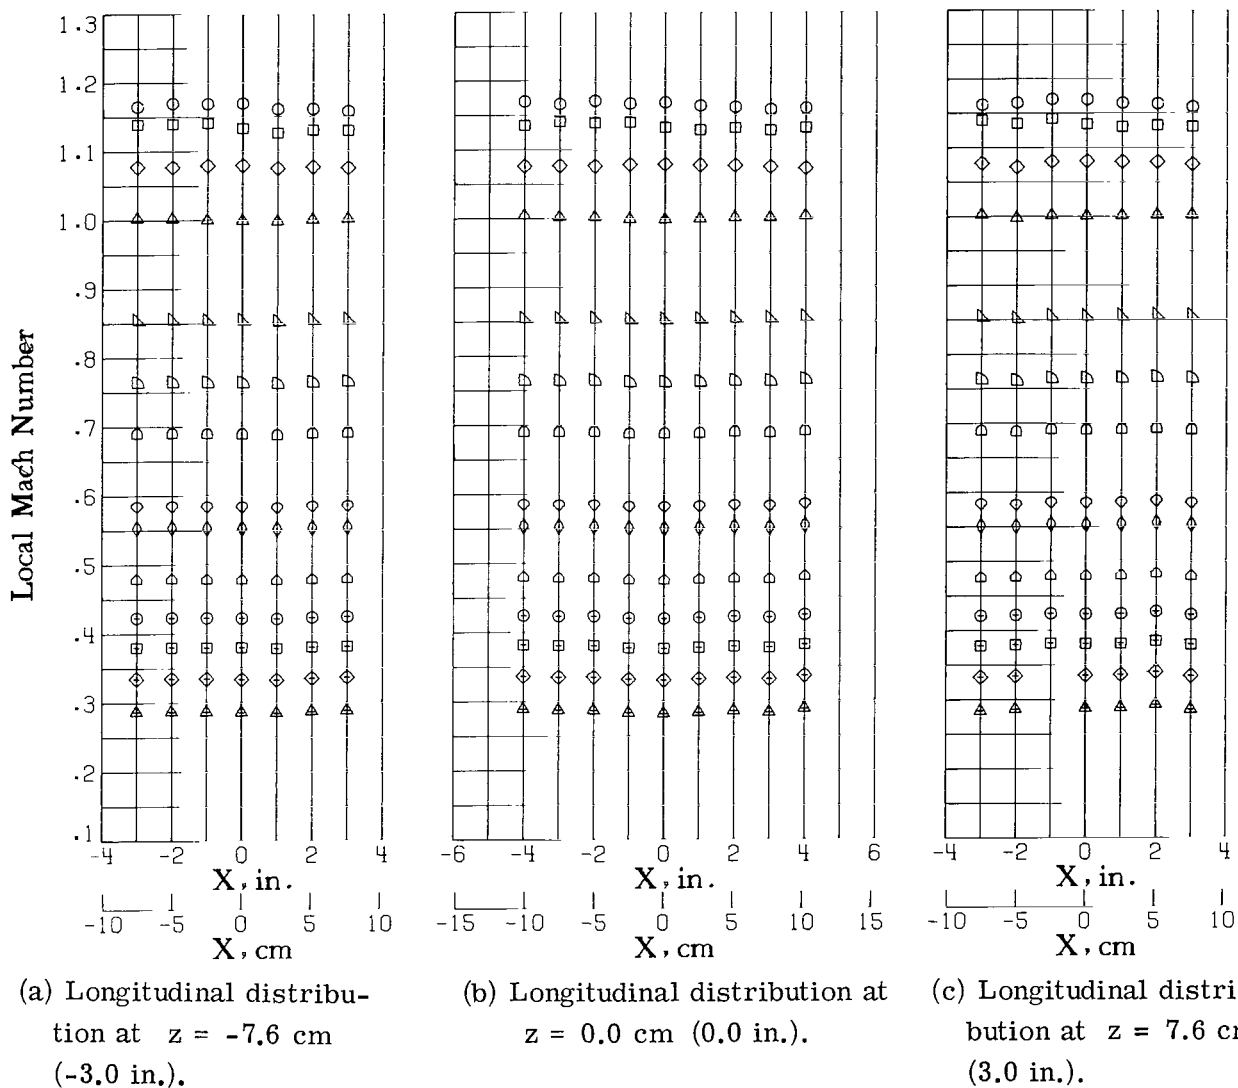 1.3
1.2
1.1
1.0
.9
.8
.7
.6
.5
.4
.3
.2
.1
Local Mach Number
-4 -2 0 2 4
X, in.
-10 -5 0 5 10
X, cm
-6 -4 -2 0 2 4 6
X, in.
-15 -10 -5 0 5 10 15
X, cm
-4 -2 0 2 4
X, in.
-10 -5 0 5 10
X, cm
(a) Longitudinal distribu-
tion at z = -7.6 cm
(-3.0 in.).
(b) Longitudinal distribution at
z = 0.0 cm (0.0 in.).
(c) Longitudinal distri
bution at z = 7.6 c
(3.0 in.).